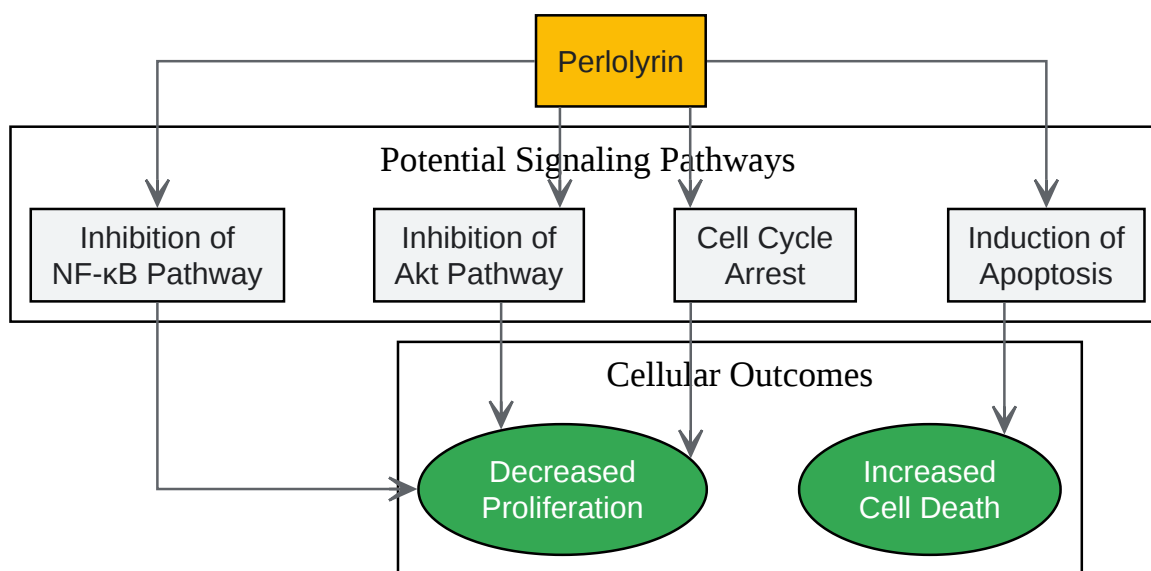 Perlolyrin
Potential Signaling Pathways
Inhibition of
NF-κB Pathway
Inhibition of
Akt Pathway
Cell Cycle
Arrest
Induction of
Apoptosis
Cellular Outcomes
Decreased
Proliferation
Increased
Cell Death